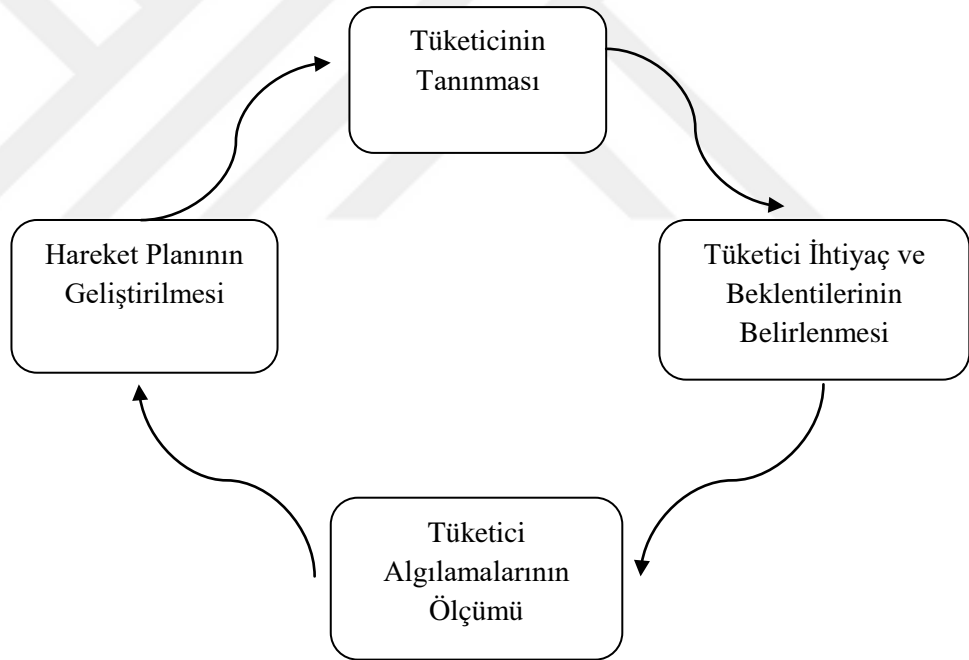 Tüketicinin
Tanınması
Hareket Planının
Geliştirilmesi
Tüketici İhtiyaç ve
Beklentilerinin
Belirlenmesi
Tüketici
Algılamalarının
Ölçümü